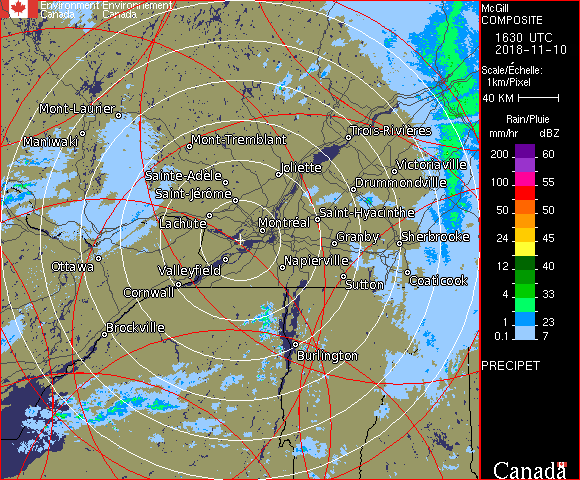 Environment Environnement
Canada Canada
McGill
COMPOSITE
1630 UTC
2018-11-10
Scale/Échelle:
1km/Pixel
40 KM
Rain/Pluie
mm/hr dBZ
200 60
100 55
50 50
24 45
12 40
4 33
1 23
0.1 7
PRECIPET
Canada
Mont-Laurier
Maniwaki
Mont-Tremblant
Trois-Rivières
Joliette
Victoriaville
Sainte-Adèle
Drummondville
Saint-Jérôme
Lachute
Saint-Hyacinthe
Montréal
Granby
Sherbrooke
Ottawa
Valleyfield
Napierville
Sutton
Coaticook
Cornwall
Brockville
Burlington